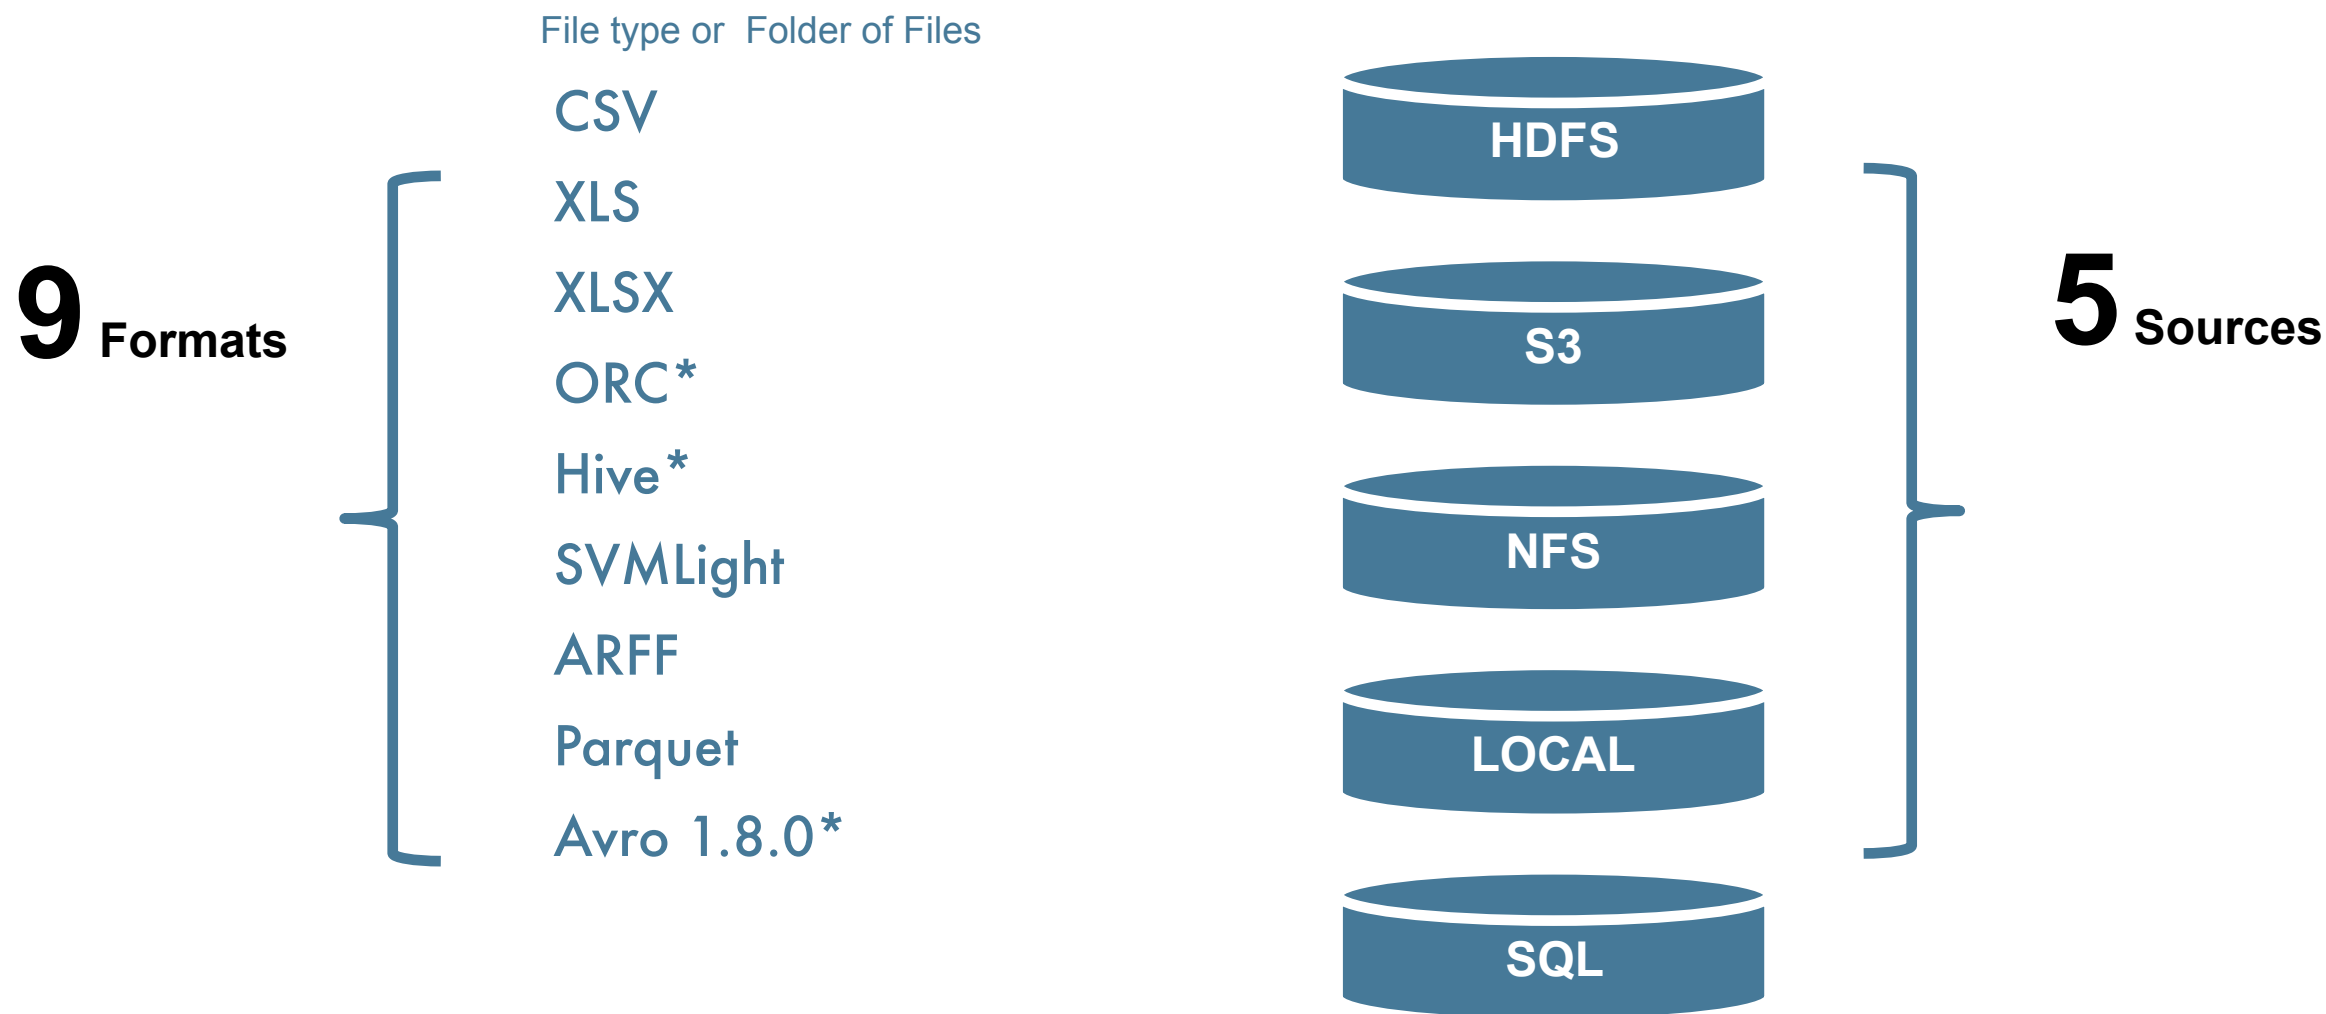 File type or  Folder of Files
CSV
XLS
XLSX
ORC*
Hive*
SVMLight
ARFF
Parquet
Avro 1.8.0*
9 Formats
HDFS
S3
NFS
LOCAL
SQL
5 Sources